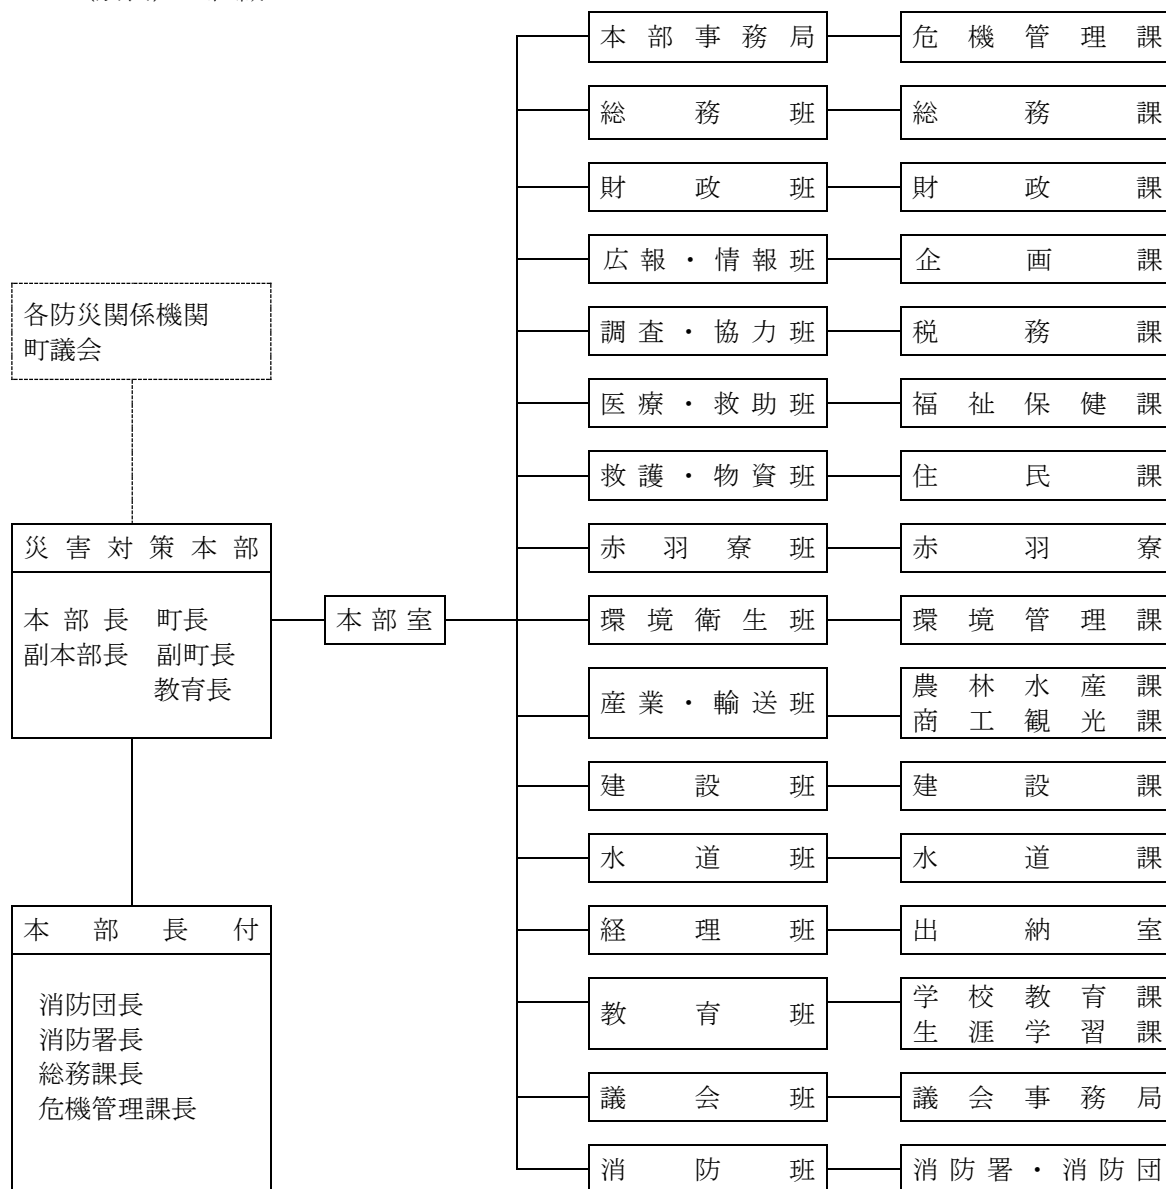 各防災関係機関
町議会
災害対策本部
本部長 町長
副本部長 副町長
教育長
本部長付
消防団長
消防署長
総務課長
危機管理課長
本部室
本部事務局 危機管理課
総務班 総務課
財政班 財政課
広報・情報班 企画課
調査・協力班 税務課
医療・救助班 福祉保健課
救護・物資班 住民課
赤羽寮班 赤羽寮
環境衛生班 環境管理課
産業・輸送班 農林水産課
商工観光課
建設班 建設課
水道班 水道課
経理班 出納室
教育班 学校教育課
生涯学習課
議会班 議会事務局
消防班 消防署・消防団